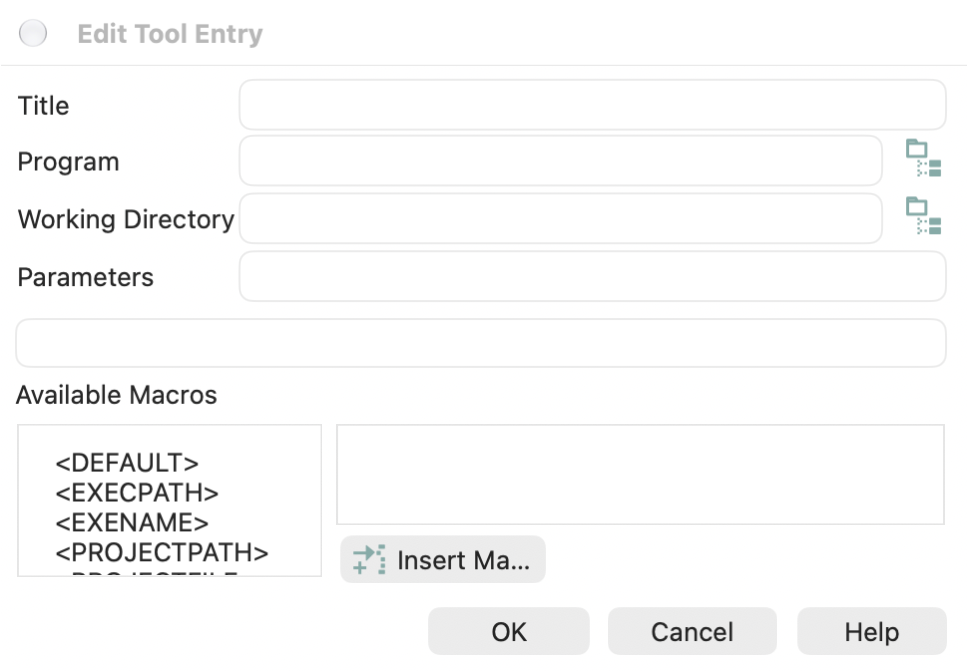 Edit Tool Entry
Title
Program
Working Directory
Parameters
Available Macros
<DEFAULT>
<EXECPATH>
<EXENAME>
<PROJECTPATH>
Insert Ma...
OK
Cancel
Help